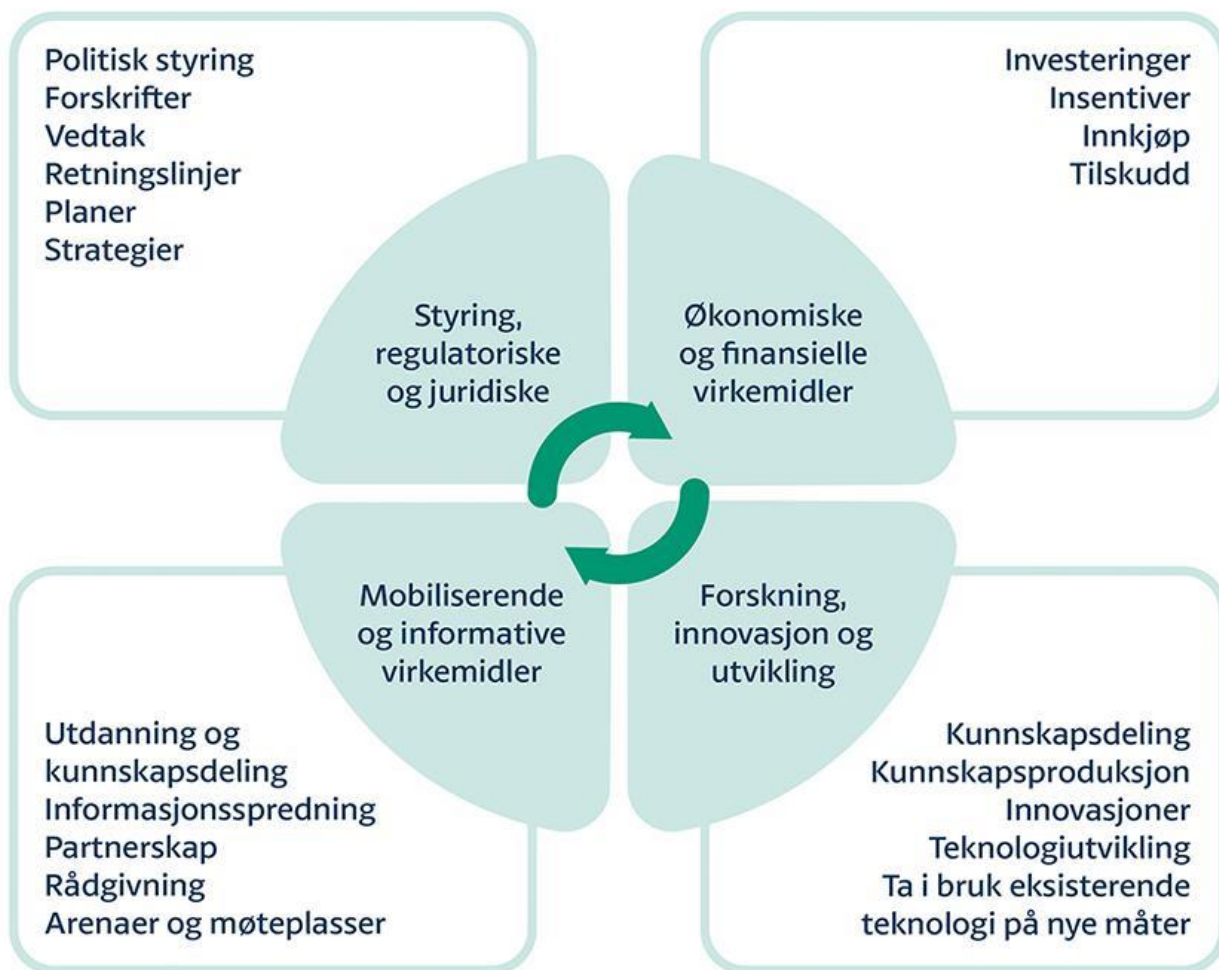 Politisk styring
Forskrifter
Vedtak
Retningslinjer
Planer
Strategier
Investeringer
Insentiver
Innkjøp
Tilskudd
Styring,
regulatoriske
og juridiske
Økonomiske
og finansielle
virkemidler
Mobiliserende
og informative
virkemidler
Forskning,
innovasjon og
utvikling
Utdanning og
kunnskapsdeling
Informasjonsspredning
Partnerskap
Rådgivning
Arenaer og møteplasser
Kunnskapsdeling
Kunnskapsproduksjon
Innovasjoner
Teknologiutvikling
Ta i bruk eksisterende
teknologi på nye måter